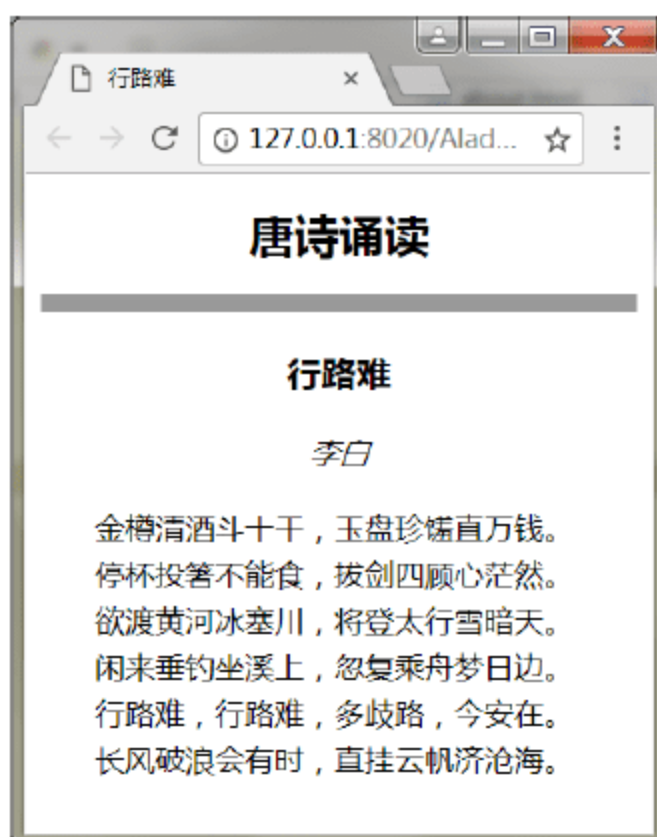 行路难
127.0.0.1:8020/Alad...
唐诗诵读
行路难
李白
金樽清酒斗十千，玉盘珍馐直万钱。
停杯投箸不能食，拔剑四顾心茫然。
欲渡黄河冰塞川，将登太行雪暗天。
闲来垂钓坐溪上，忽复乘舟梦日边。
行路难，行路难，多歧路，今安在。
长风破浪会有时，直挂云帆济沧海。